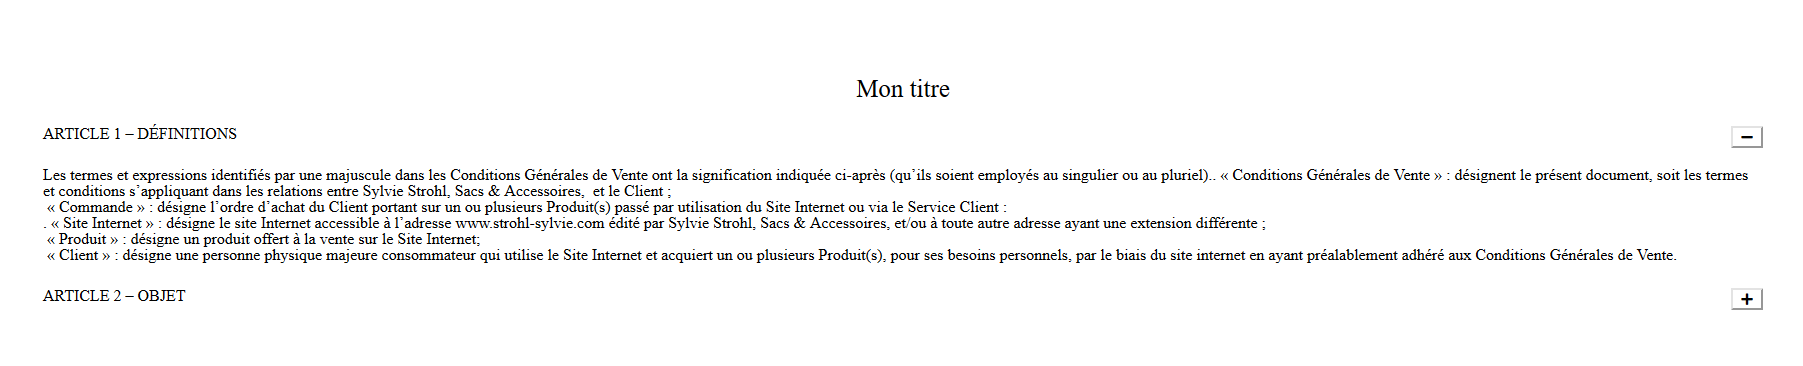 Mon titre
ARTICLE 1 – DÉFINITIONS
−
Les termes et expressions identifiés par une majuscule dans les Conditions Générales de Vente ont la signification indiquée ci-après (qu’ils soient employés au singulier ou au pluriel).. « Conditions Générales de Vente » : désignent le présent document, soit les termes
et conditions s’appliquant dans les relations entre Sylvie Strohl, Sacs & Accessoires,  et le Client ;
« Commande » : désigne l’ordre d’achat du Client portant sur un ou plusieurs Produit(s) passé par utilisation du Site Internet ou via le Service Client :
. « Site Internet » : désigne le site Internet accessible à l’adresse www.strohl-sylvie.com édité par Sylvie Strohl, Sacs & Accessoires, et/ou à toute autre adresse ayant une extension différente ;
« Produit » : désigne un produit offert à la vente sur le Site Internet;
« Client » : désigne une personne physique majeure consommateur qui utilise le Site Internet et acquiert un ou plusieurs Produit(s), pour ses besoins personnels, par le biais du site internet en ayant préalablement adhéré aux Conditions Générales de Vente.
ARTICLE 2 – OBJET
+